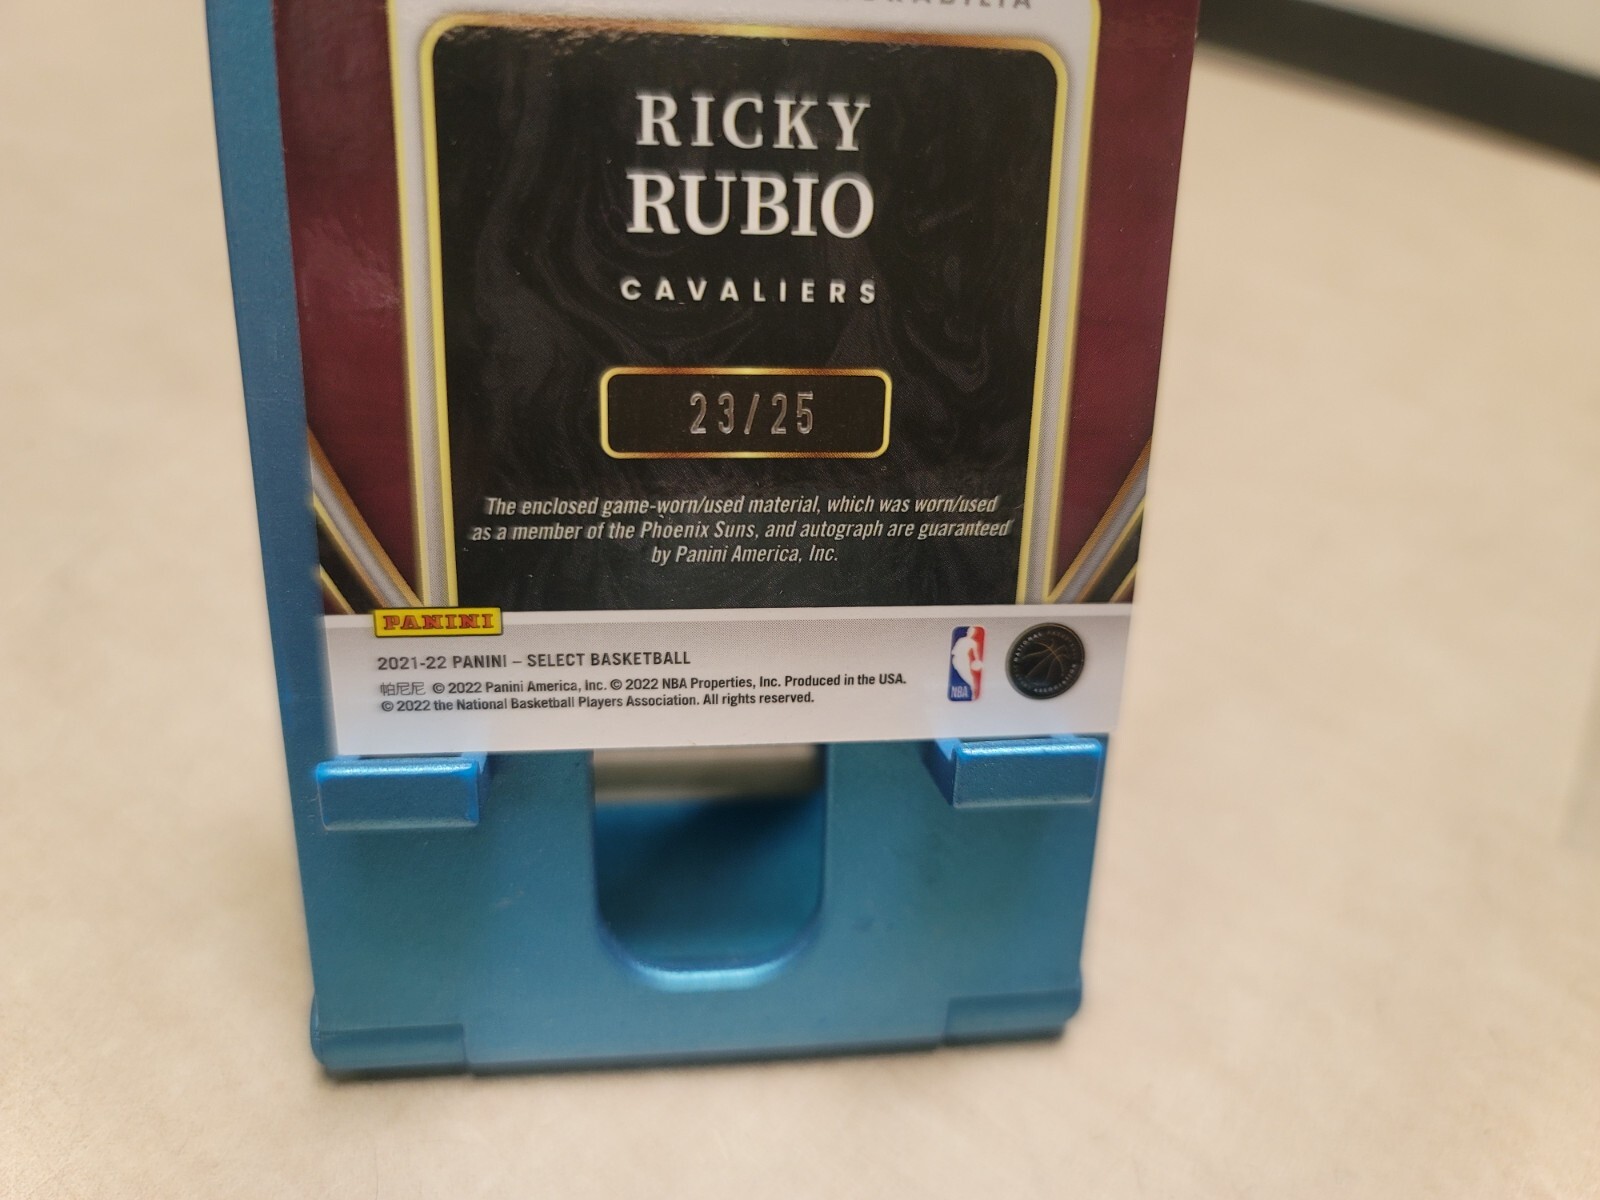 RICKY
RUBIO
CAVALIERS
23/25
The enclosed game-worn/used material, which was worn/used
as a member of the Phoenix Suns, and autograph are guaranteed
by Panini America, Inc.
PANINI
2021-22 PANINI – SELECT BASKETBALL
帕尼尼 © 2022 Panini America, Inc. © 2022 NBA Properties, Inc. Produced in the USA.
© 2022 the National Basketball Players Association. All rights reserved.
NBA